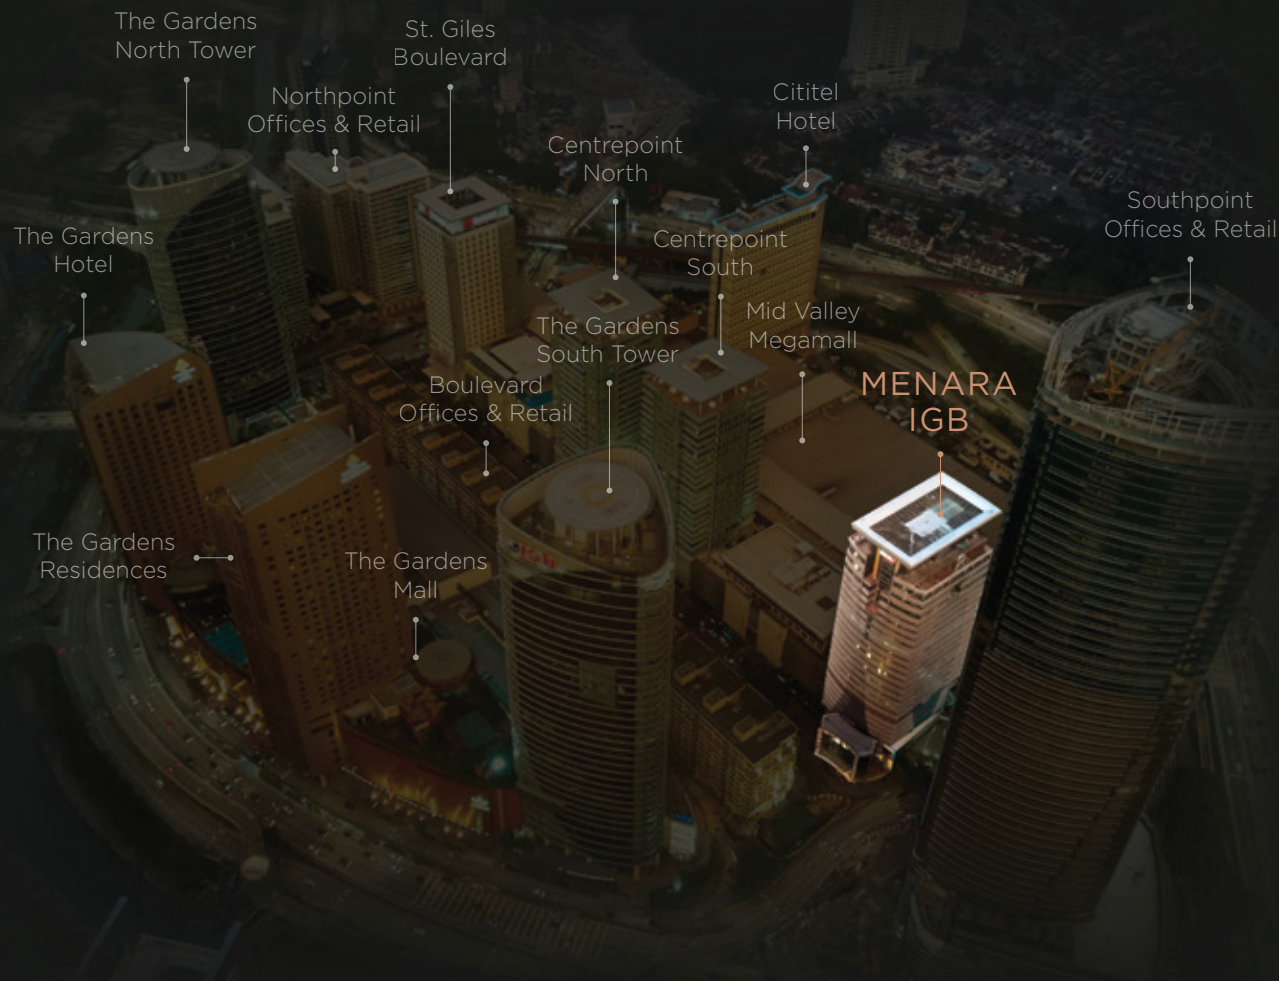 The Gardens
North Tower
St. Giles
Boulevard
Northpoint
Offices & Retail
Cititel
Hotel
Centrepoint
North
Southpoint
Offices & Retail
The Gardens
Hotel
Centrepoint
South
Mid Valley
Megamall
The Gardens
South Tower
Boulevard
Offices & Retail
MENARA
IGB
The Gardens
Residences
The Gardens
Mall
IGB